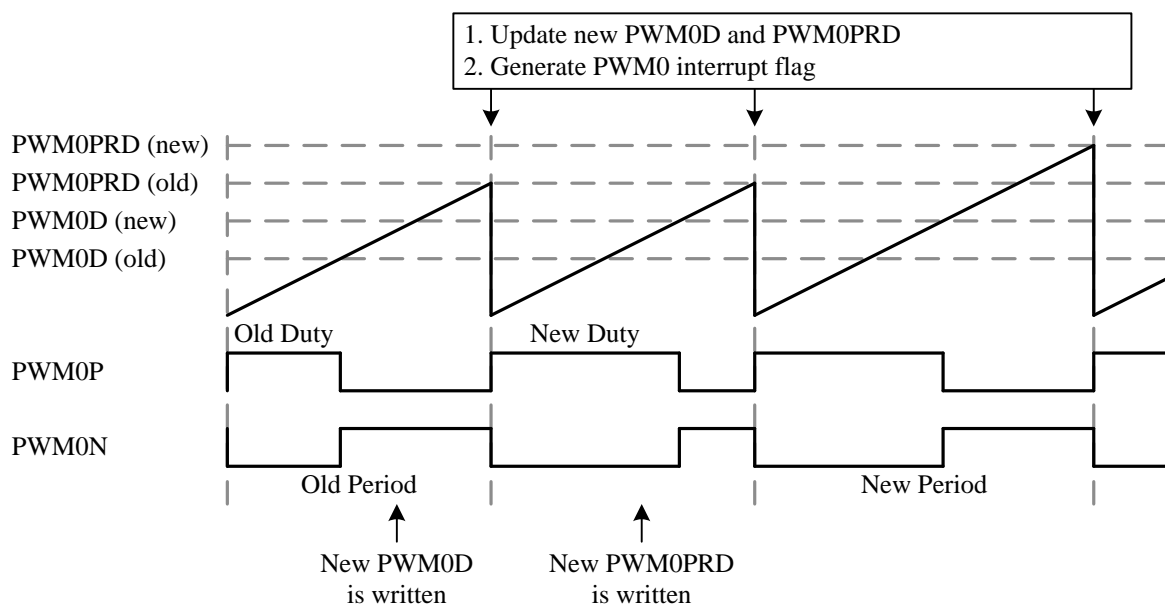 1. Update new PWM0D and PWM0PRD
2. Generate PWM0 interrupt flag
PWM0PRD (new)
PWM0PRD (old)
PWM0D (new)
PWM0D (old)
Old Duty
New Duty
PWM0P
PWM0N
Old Period
New Period
New PWM0D
is written
New PWM0PRD
is written